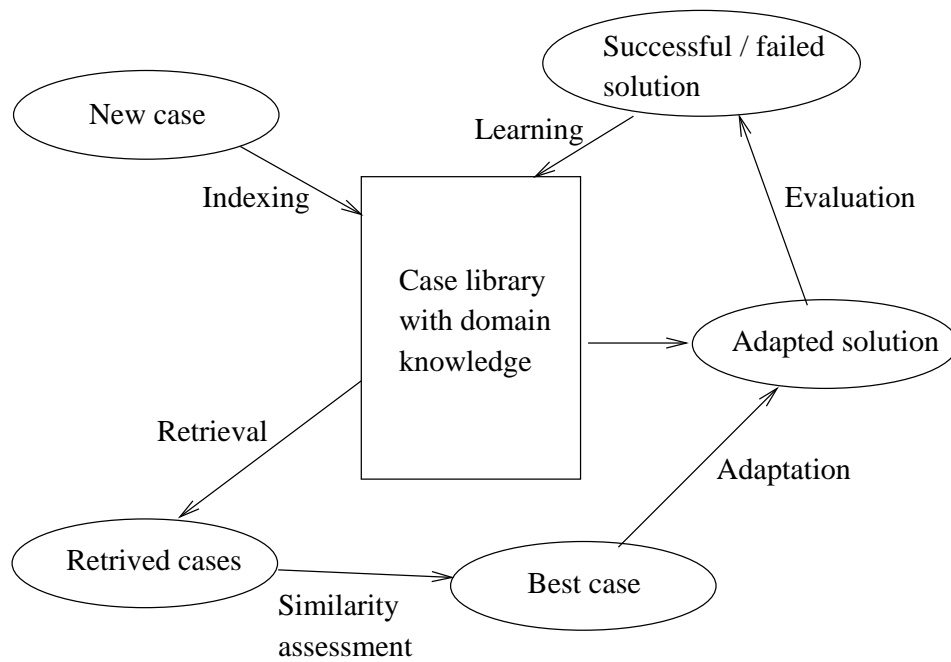 New case
Successful / failed
solution
Learning
Indexing
Evaluation
Case library
with domain
knowledge
Adapted solution
Retrieval
Adaptation
Retrived cases
Best case
Similarity
assessment